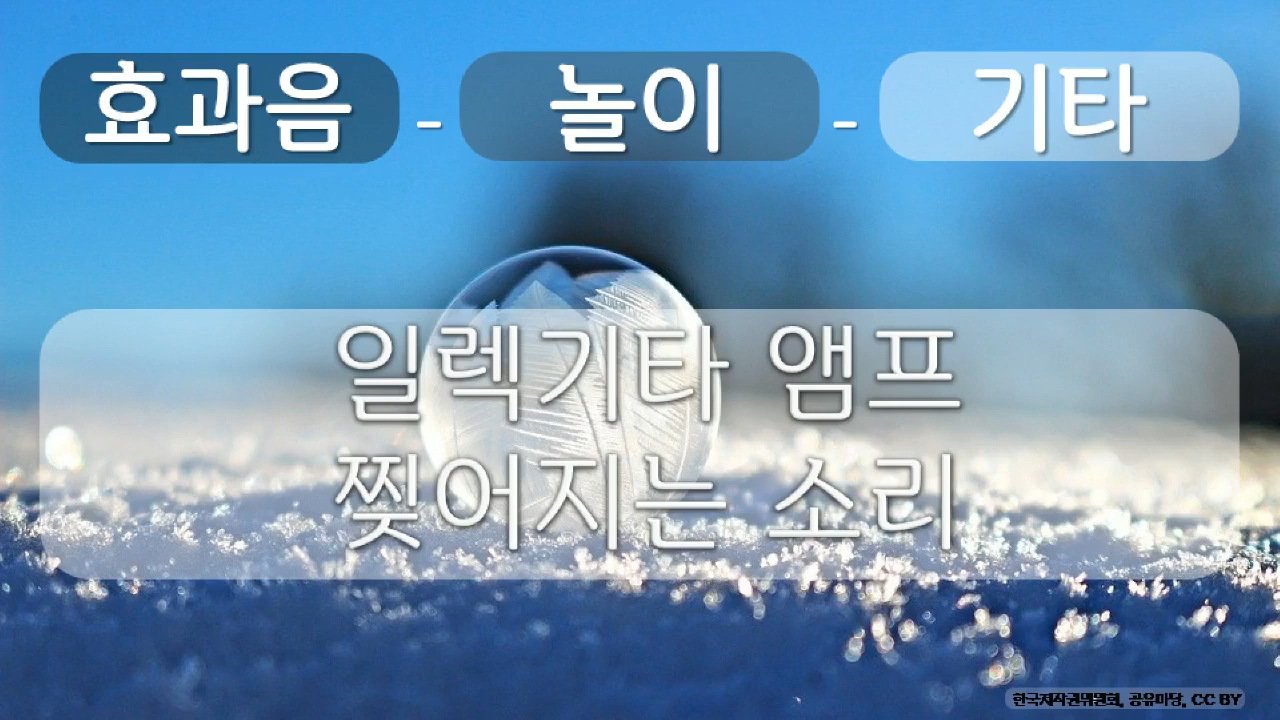 효과음 - 놀이 - 기타
일렉기타 앰프
찢어지는 소리
한국저작권위원회, 공유마당, CC BY